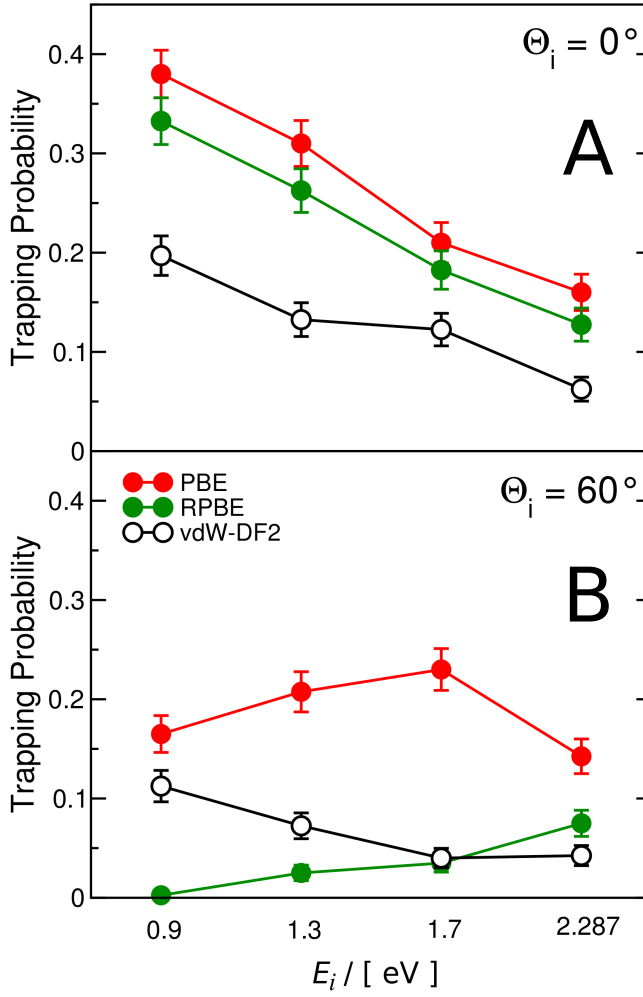 Θi = 0°
A
Trapping Probability
0.4
0.3
0.2
0.1
0
PBE
RPBE
vdW-DF2
Θi = 60°
B
Trapping Probability
0.4
0.3
0.2
0.1
0
0.9 1.3 1.7 2.287
Ei / [ eV ]